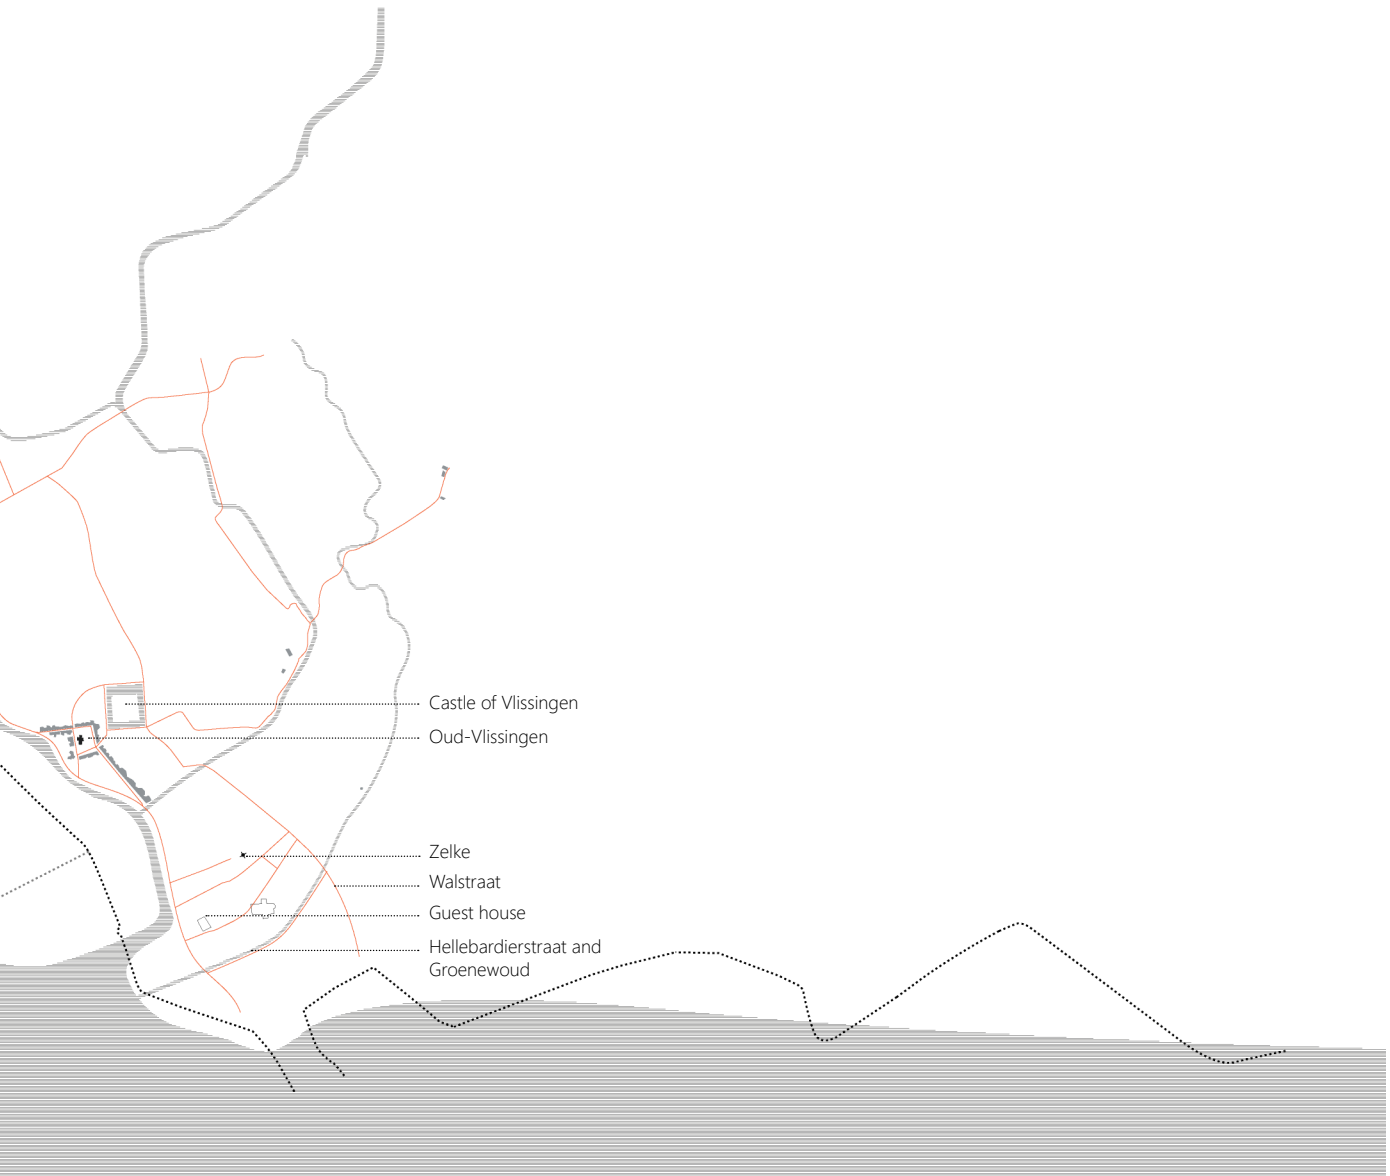 Castle of Vlissingen
Oud-Vlissingen
Zelke
Walstraat
Guest house
Hellebardierstraat and
Groenewoud